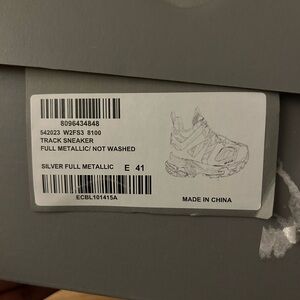 8096434848
542023 W2FS3 8100
TRACK SNEAKER
FULL METALLIC/ NOT WASHED
SILVER FULL METALLIC E 41
ECBL101415A
MADE IN CHINA